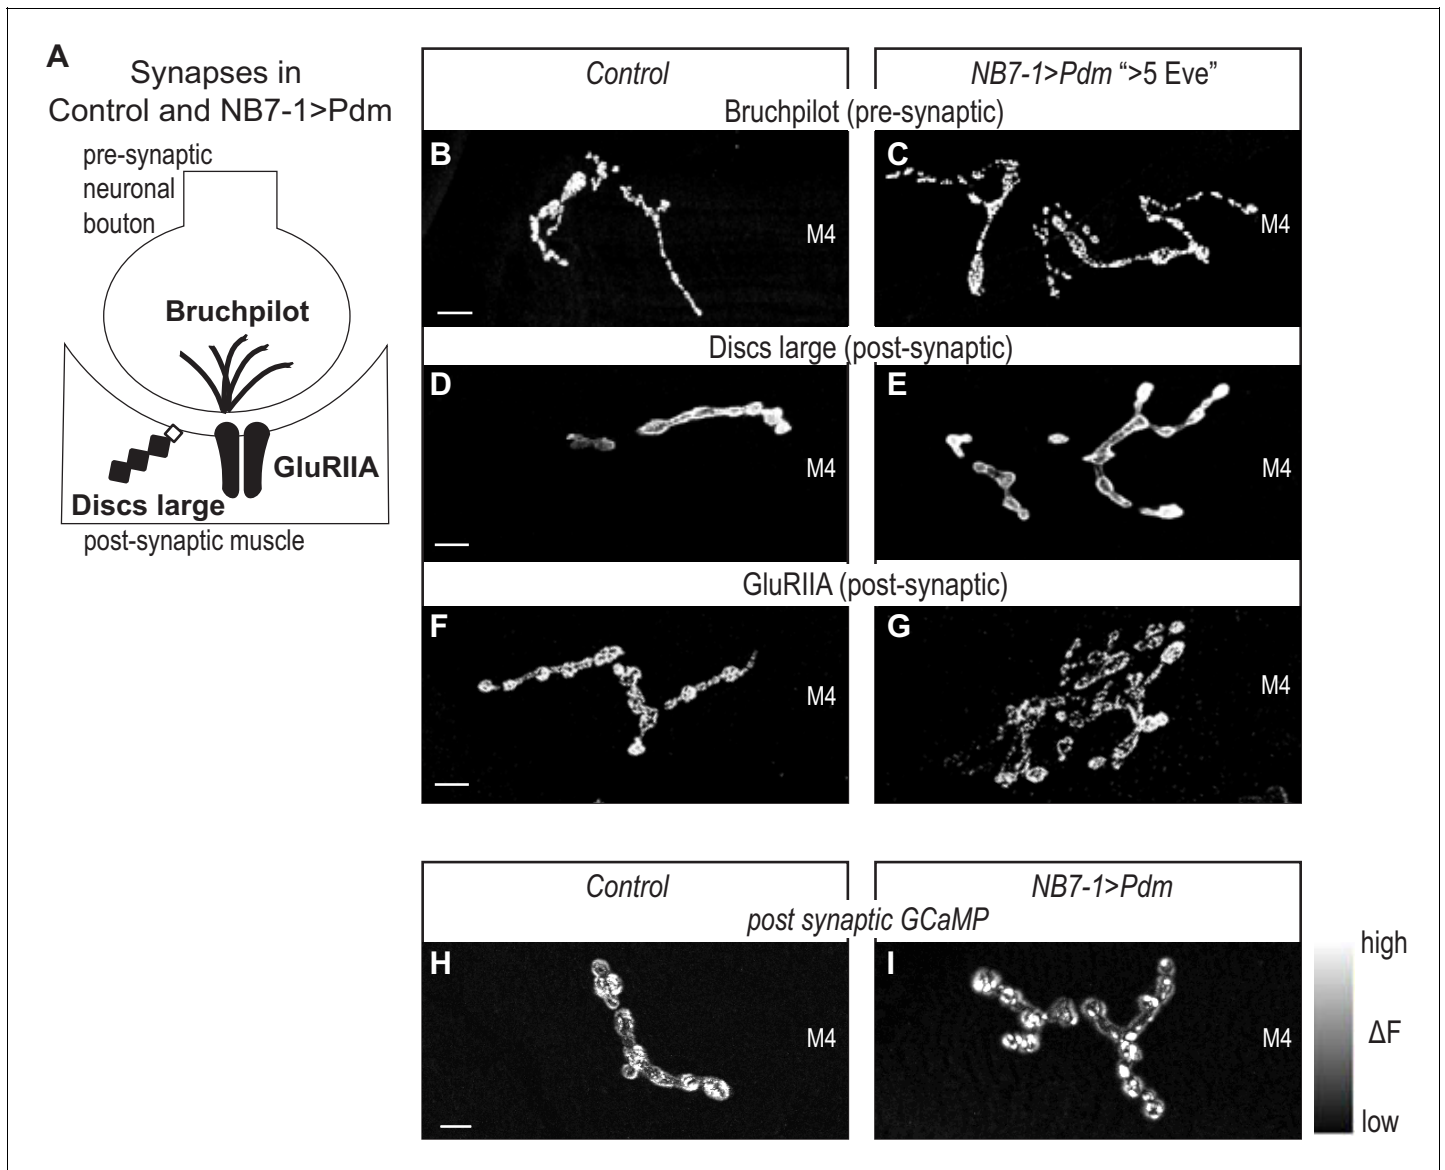 A
Synapses in
Control and NB7-1>Pdm
pre-synaptic
neuronal
bouton
Bruchpilot
GluRIIA
Discs large
post-synaptic muscle
Control
NB7-1>Pdm “>5 Eve”
Bruchpilot (pre-synaptic)
B
M4
C
M4
Discs large (post-synaptic)
D
M4
E
M4
GluRIIA (post-synaptic)
F
M4
G
M4
Control
NB7-1>Pdm
post synaptic GCaMP
H
M4
I
M4
high
ΔF
low